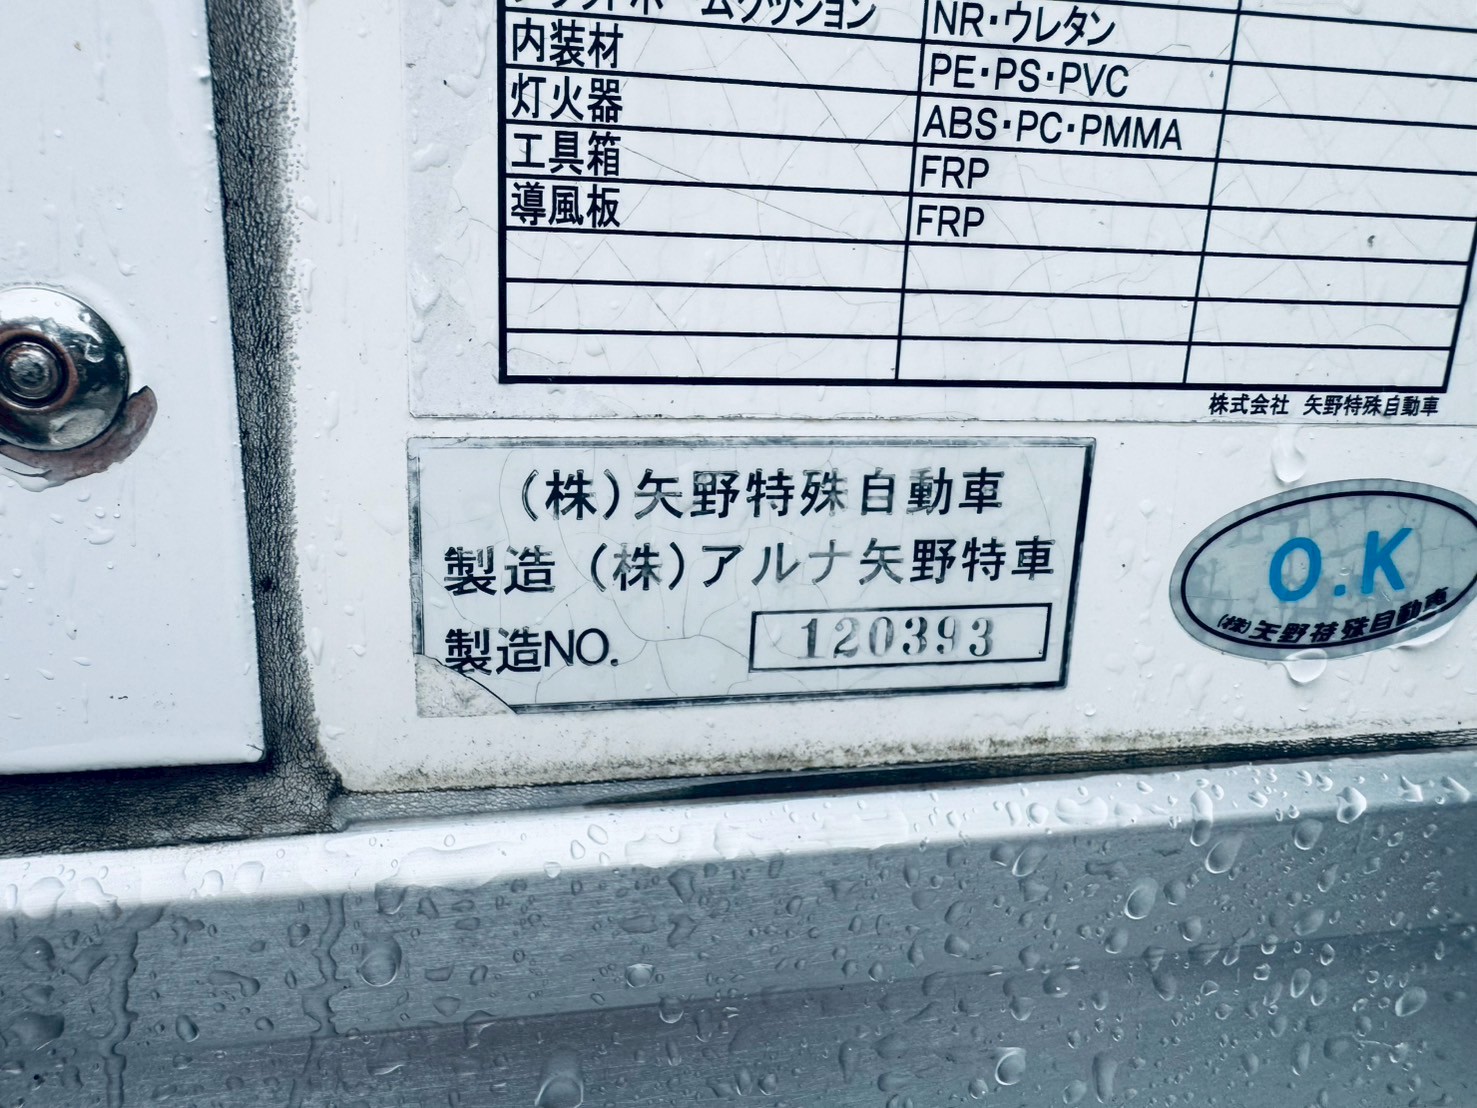 NR・ウレタン
内装材 PE・PS・PVC
灯火器 ABS・PC・PMMA
工具箱 FRP
導風板 FRP
株式会社 矢野特殊自動車
(株)矢野特殊自動車
製造 (株)アルナ矢野特車
製造NO. 120393
O.K
(株)矢野特殊自動車